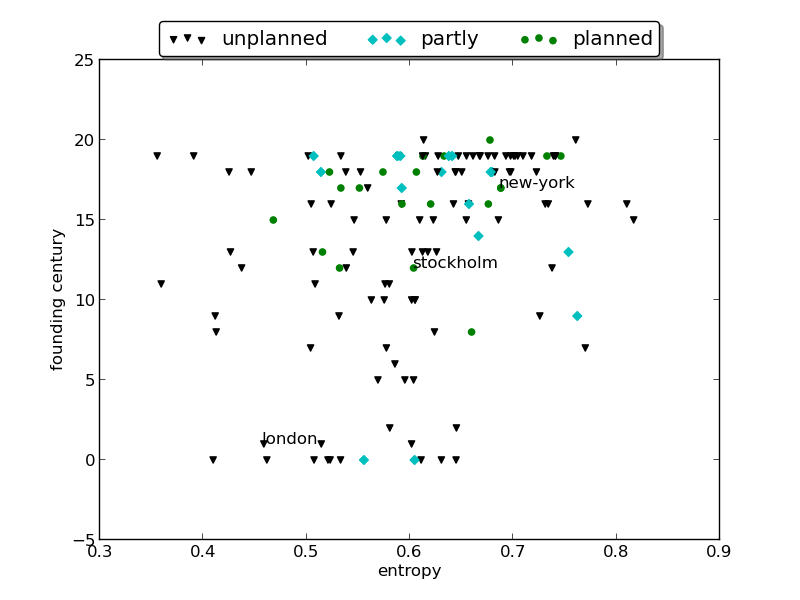 unplanned partly planned
25
20
15
10
5
0
−5
founding century
new-york
stockholm
london
0.3 0.4 0.5 0.6 0.7 0.8 0.9
entropy